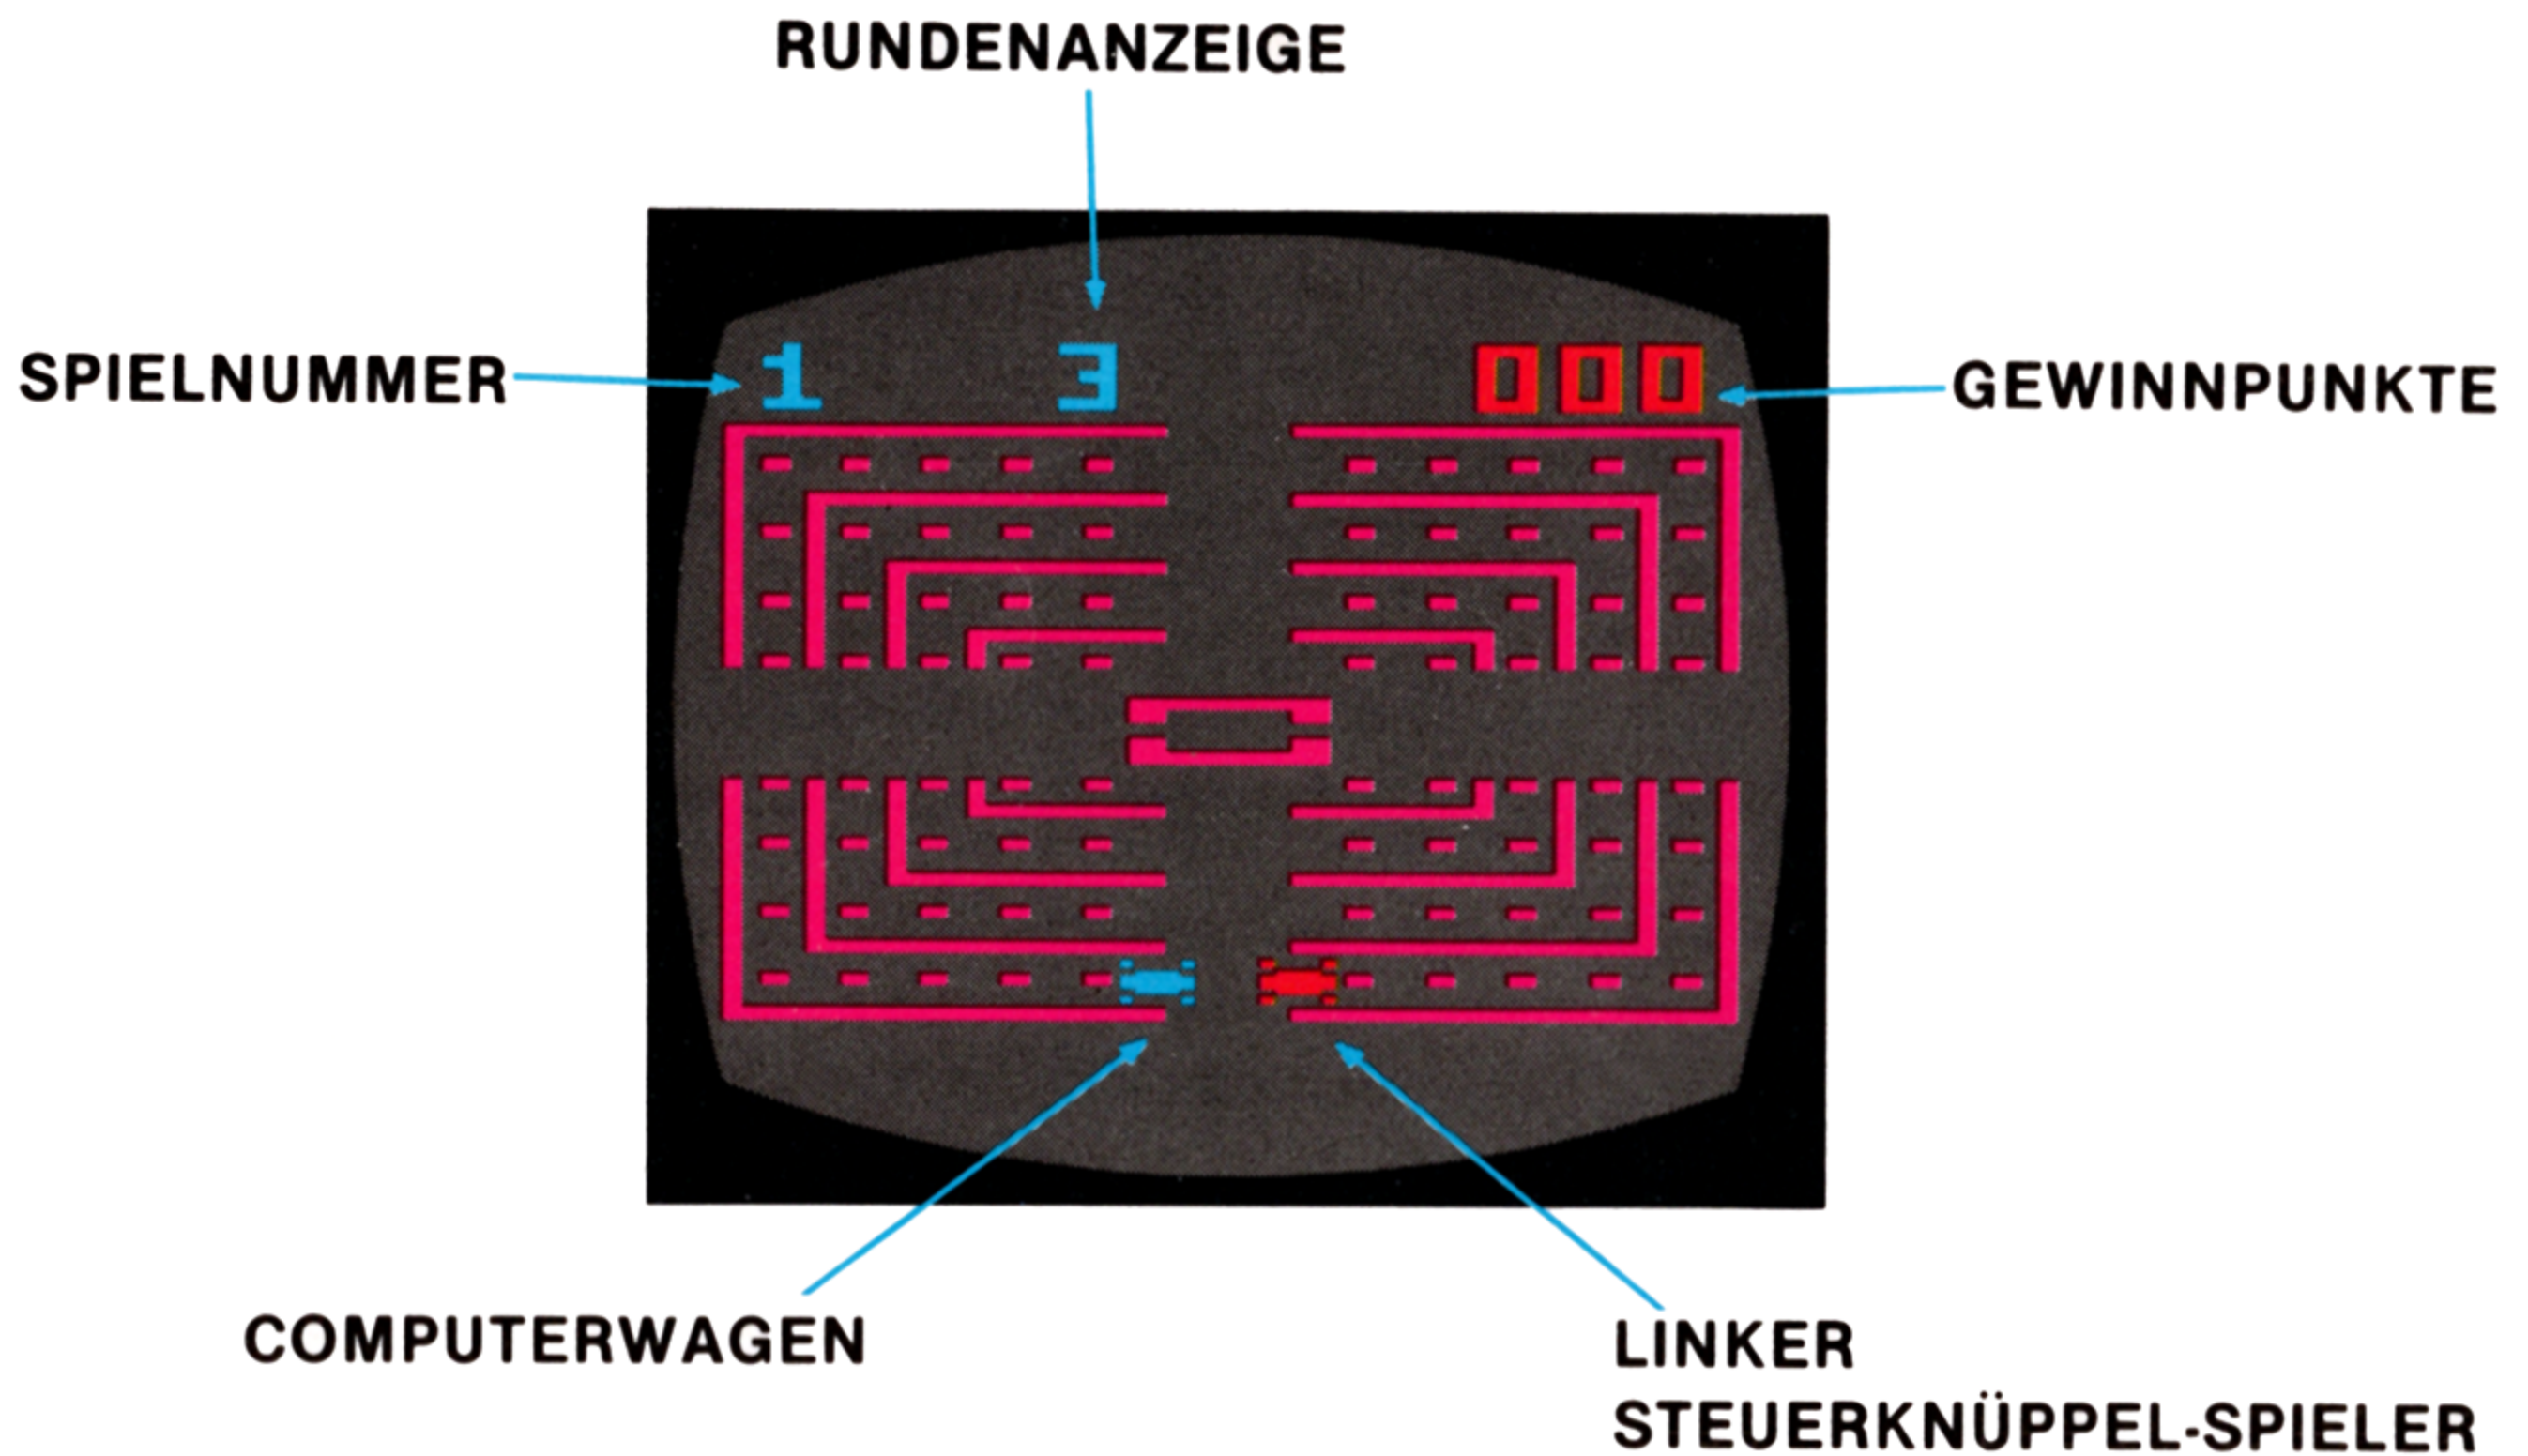 RUNDENANZEIGE
SPIELNUMMER
1 3 000
GEWINNPUNKTE
COMPUTERWAGEN
LINKER
STEUERKNÜPPEL-SPIELER